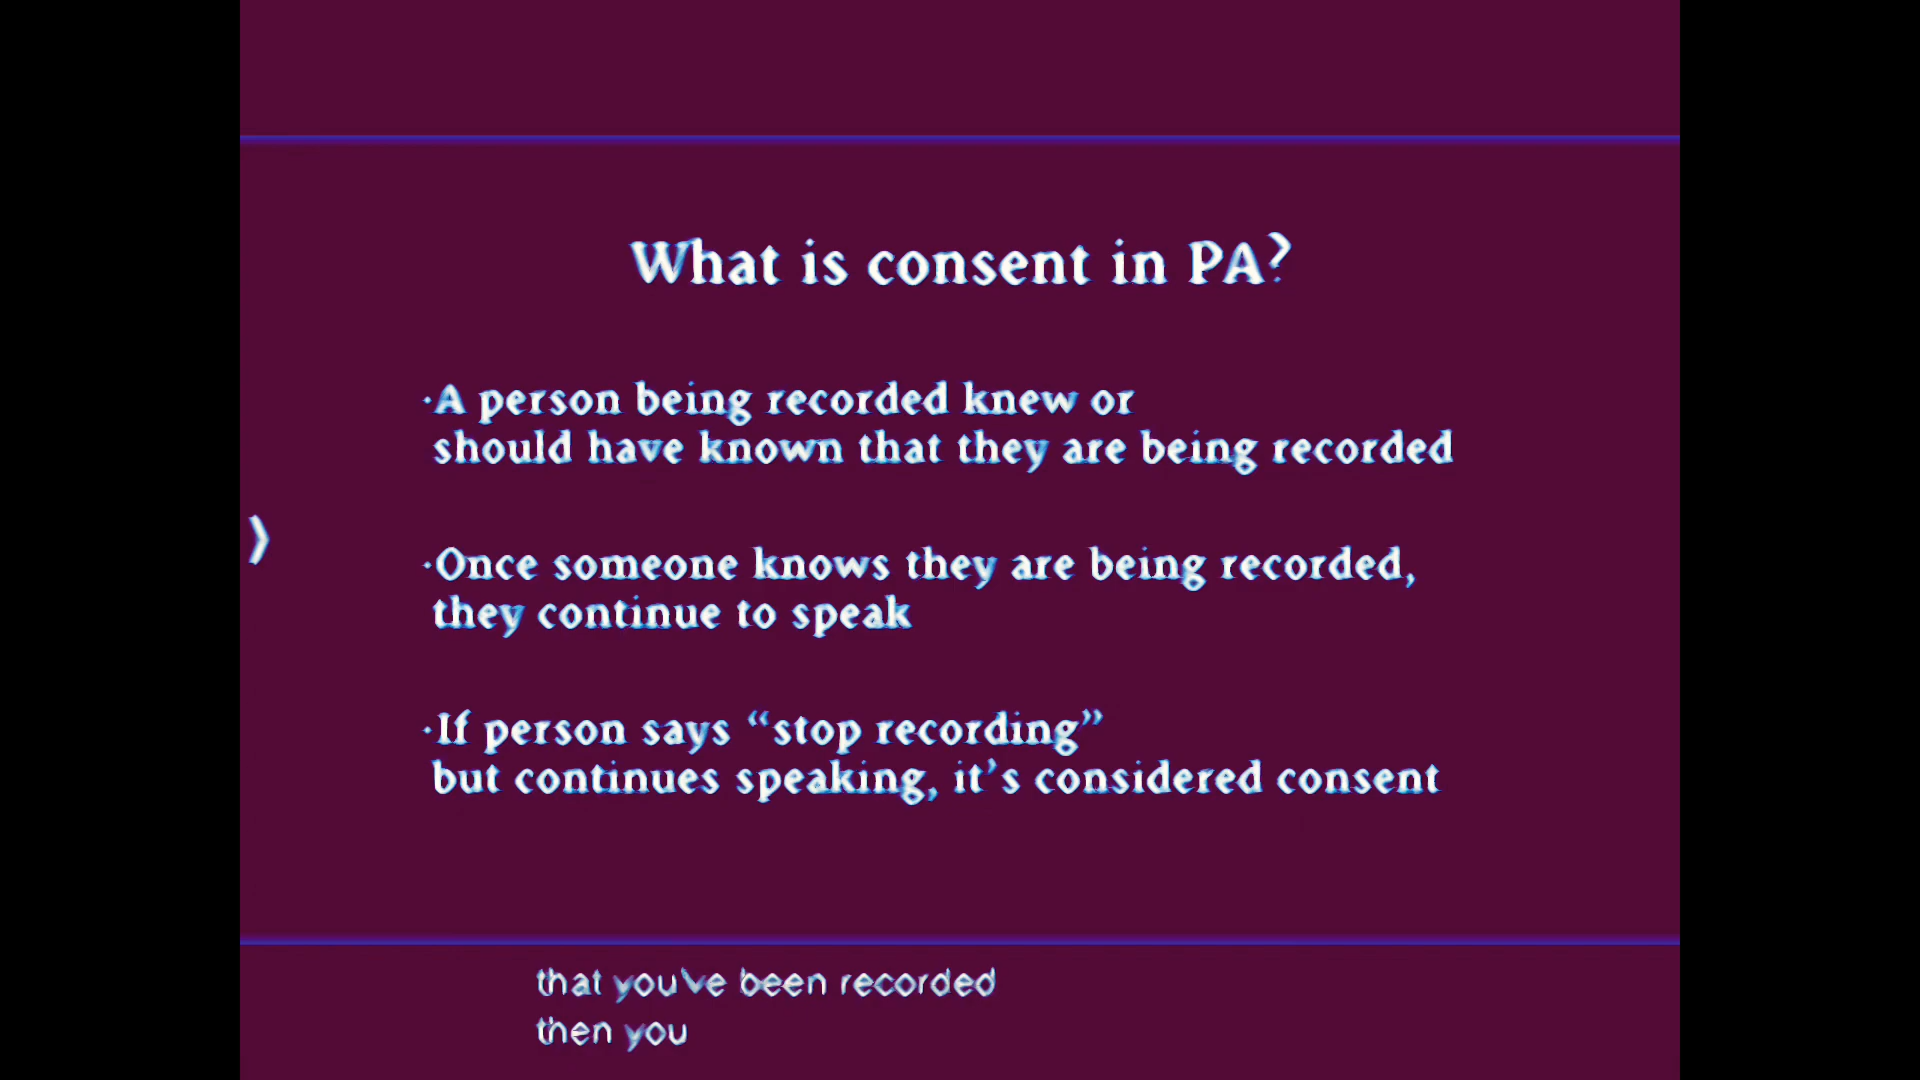 What is consent in PA?
·A person being recorded knew or
should have known that they are being recorded
·Once someone knows they are being recorded,
they continue to speak
·If person says “stop recording”
but continues speaking, it’s considered consent
that you've been recorded
then you